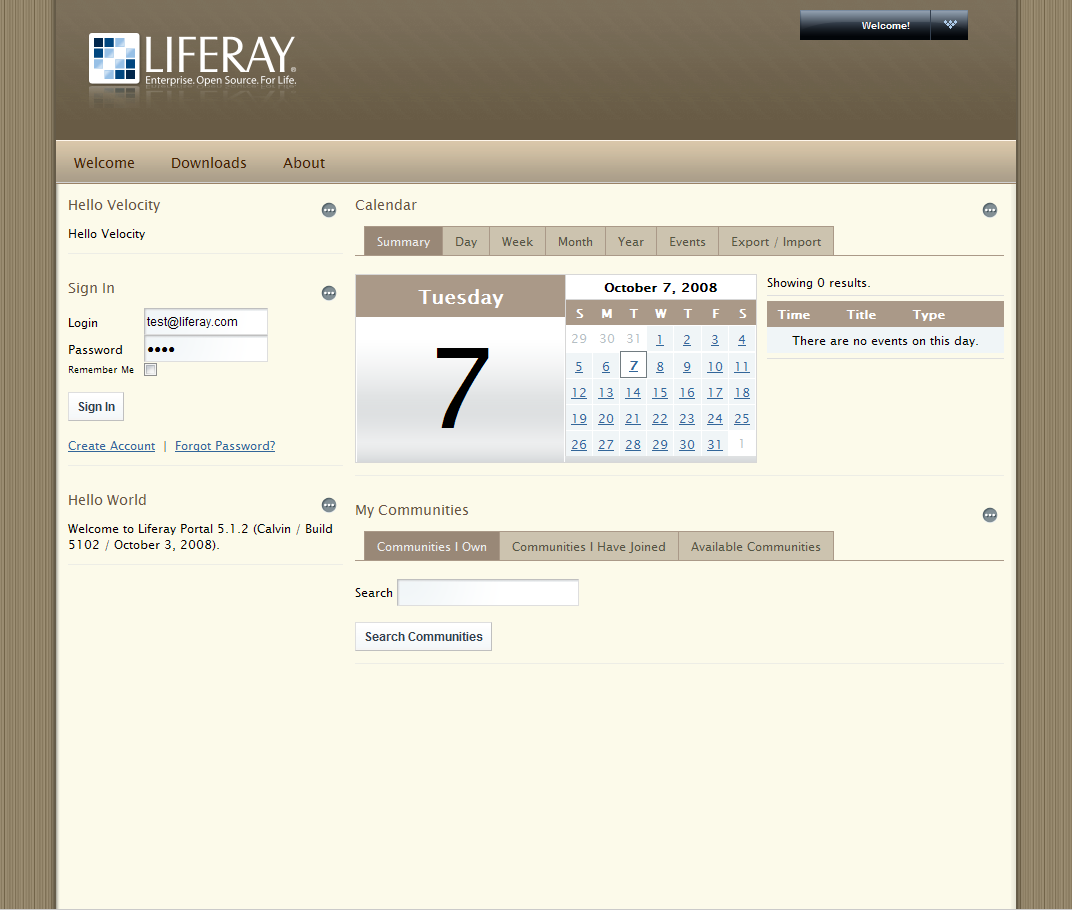 LIFERAY®
Enterprise. Open Source. For Life.
Welcome!
Welcome Downloads About
Hello Velocity
Hello Velocity
Sign In
Login test@liferay.com
Password ••••
Remember Me
Sign In
Create Account | Forgot Password?
Hello World
Welcome to Liferay Portal 5.1.2 (Calvin / Build
5102 / October 3, 2008).
Calendar
Summary Day Week Month Year Events Export / Import
Tuesday
7
October 7, 2008
S M T W T F S
29 30 31 1 2 3 4
5 6 7 8 9 10 11
12 13 14 15 16 17 18
19 20 21 22 23 24 25
26 27 28 29 30 31 1
Showing 0 results.
Time Title Type
There are no events on this day.
My Communities
Communities I Own Communities I Have Joined Available Communities
Search
Search Communities